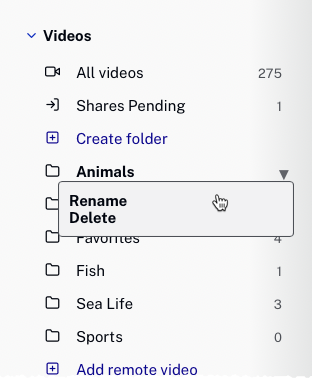 Videos
All videos 275
Shares Pending 1
Create folder
Animals
Rename
Delete
Favorites 4
Fish 1
Sea Life 3
Sports 0
Add remote video